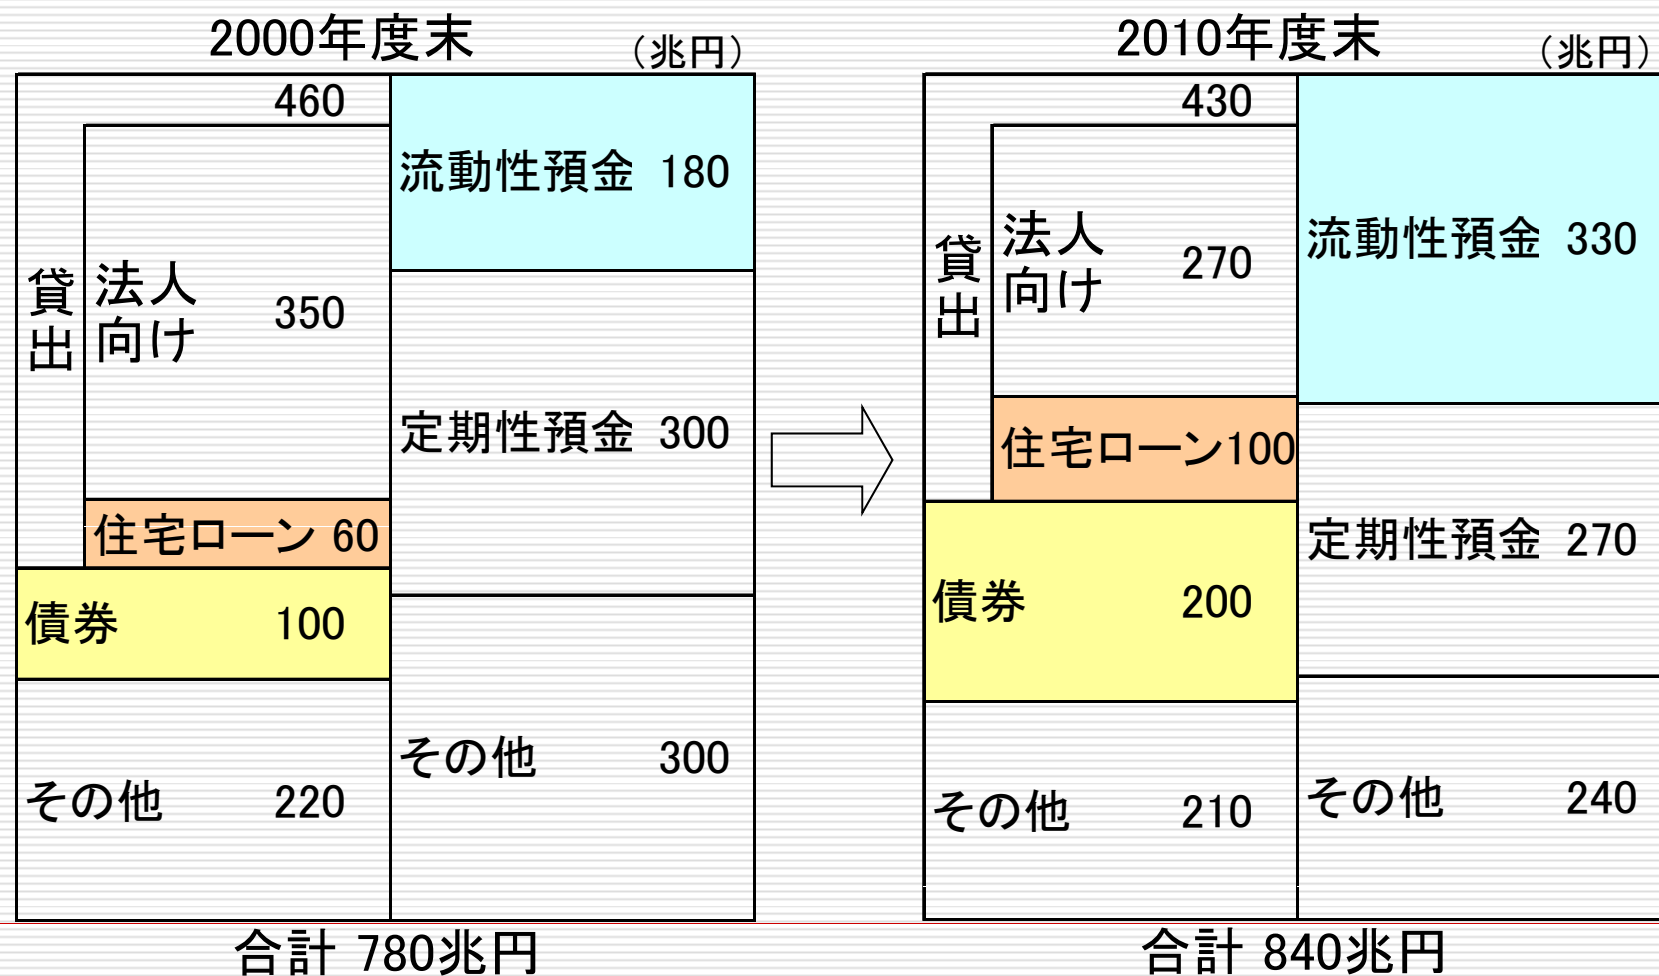 2000年度末
(兆円)
460
貸出
法人
向け
350
住宅ローン 60
債券 100
その他 220
流動性預金 180
定期性預金 300
その他 300
合計 780兆円
2010年度末
(兆円)
430
貸出
法人
向け
270
住宅ローン100
債券 200
その他 210
流動性預金 330
定期性預金 270
その他 240
合計 840兆円